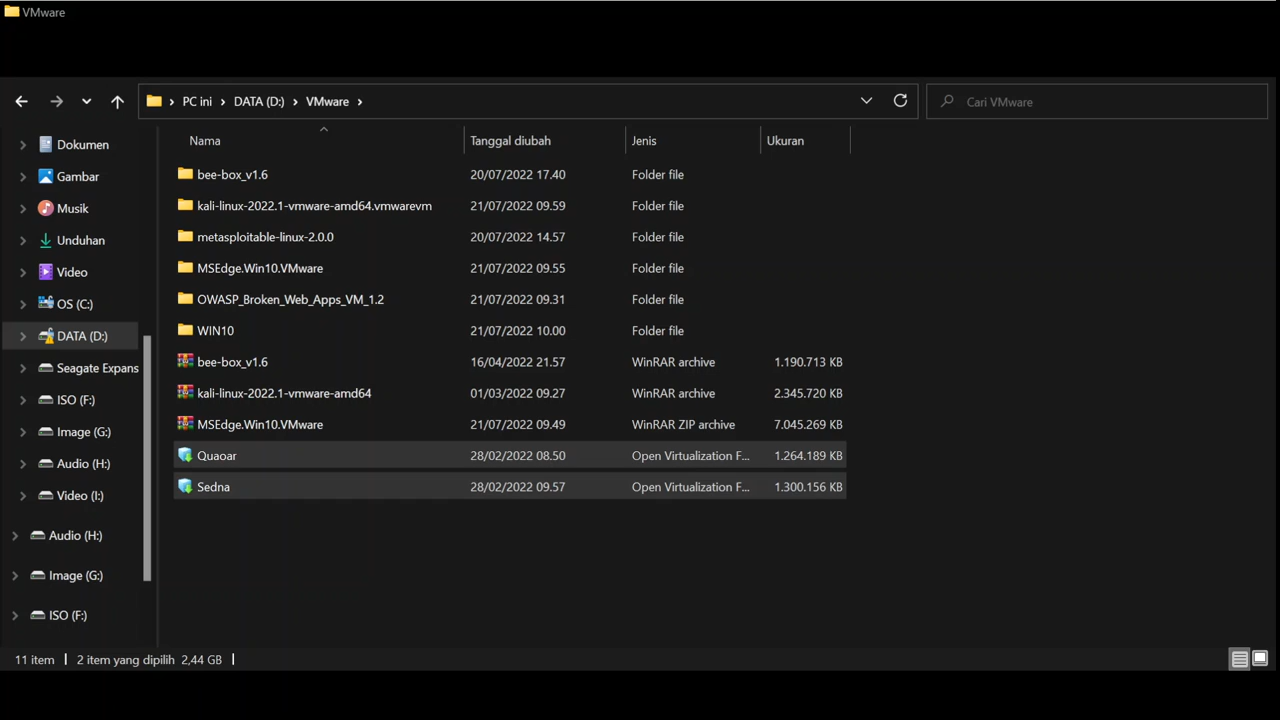 VMware
PC ini > DATA (D:) > VMware >
Cari VMware
Nama Tanggal diubah Jenis Ukuran
Dokumen
Gambar
Musik
Unduhan
Video
OS (C:)
DATA (D:)
Seagate Expans
ISO (F:)
Image (G:)
Audio (H:)
Video (I:)
Audio (H:)
Image (G:)
ISO (F:)
bee-box_v1.6 20/07/2022 17.40 Folder file
kali-linux-2022.1-vmware-amd64.vmwarevm 21/07/2022 09.59 Folder file
metasploitable-linux-2.0.0 20/07/2022 14.57 Folder file
MSEdge.Win10.VMware 21/07/2022 09.55 Folder file
OWASP_Broken_Web_Apps_VM_1.2 21/07/2022 09.31 Folder file
WIN10 21/07/2022 10.00 Folder file
bee-box_v1.6 16/04/2022 21.57 WinRAR archive 1.190.713 KB
kali-linux-2022.1-vmware-amd64 01/03/2022 09.27 WinRAR archive 2.345.720 KB
MSEdge.Win10.VMware 21/07/2022 09.49 WinRAR ZIP archive 7.045.269 KB
Quaoar 28/02/2022 08.50 Open Virtualization F... 1.264.189 KB
Sedna 28/02/2022 09.57 Open Virtualization F... 1.300.156 KB
11 item 2 item yang dipilih 2,44 GB